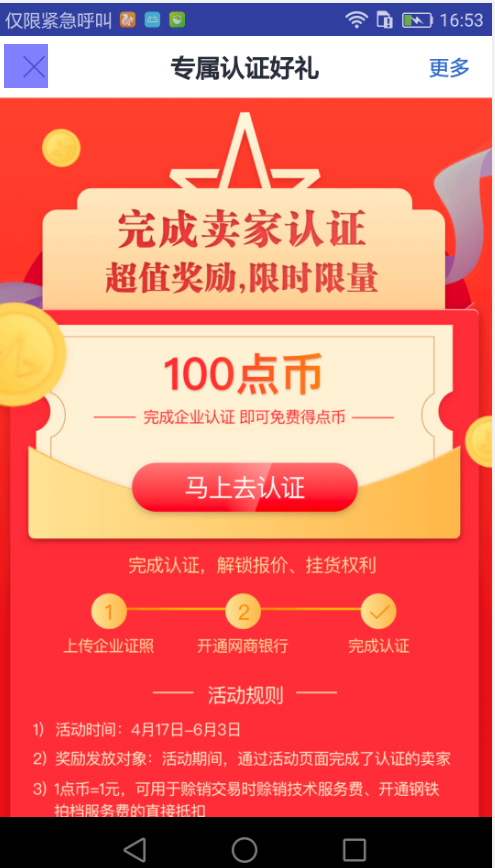 仅限紧急呼叫 16:53
专属认证好礼 更多
完成卖家认证
超值奖励,限时限量
100点币
完成企业认证 即可免费得点币
马上去认证
完成认证，解锁报价、挂货权利
1 2
上传企业证照 开通网商银行 完成认证
活动规则
1) 活动时间：4月17日-6月3日
2) 奖励发放对象：活动期间，通过活动页面完成了认证的卖家
3) 1点币=1元，可用于赊销交易时赊销技术服务费、开通钢铁
拍档服务费的直接抵扣